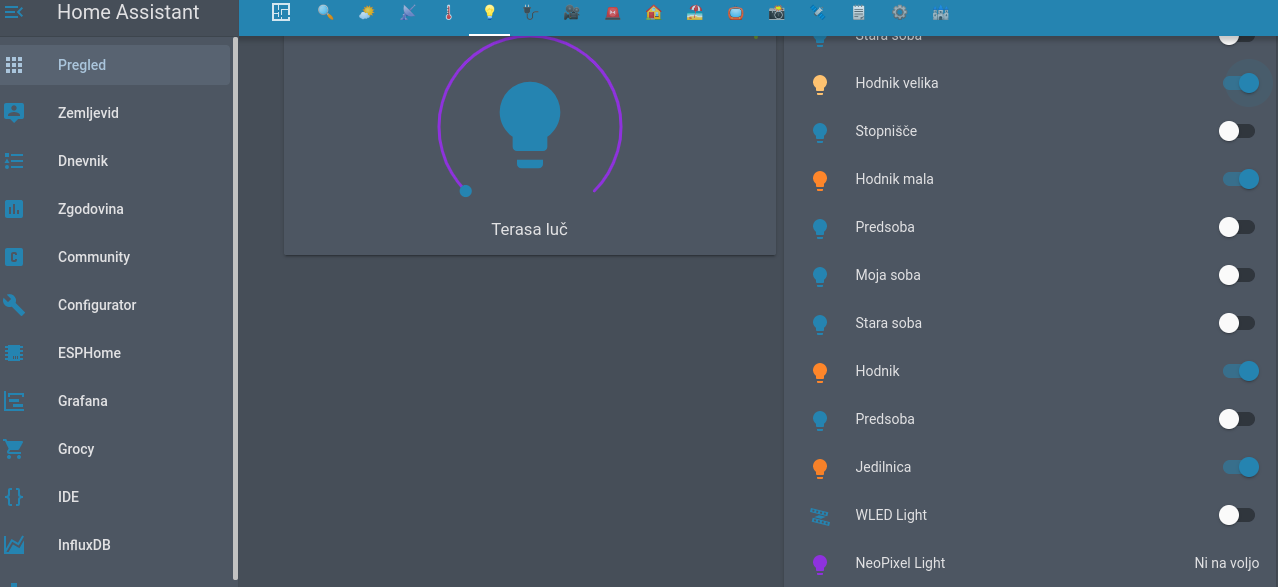 Home Assistant
Pregled
Zemljevid
Dnevnik
Zgodovina
Community
Configurator
ESPHome
Grafana
Grocy
IDE
InfluxDB
Terasa luč
Stara soba
Hodnik velika
Stopnišče
Hodnik mala
Predsoba
Moja soba
Stara soba
Hodnik
Predsoba
Jedilnica
WLED Light
NeoPixel Light Ni na voljo